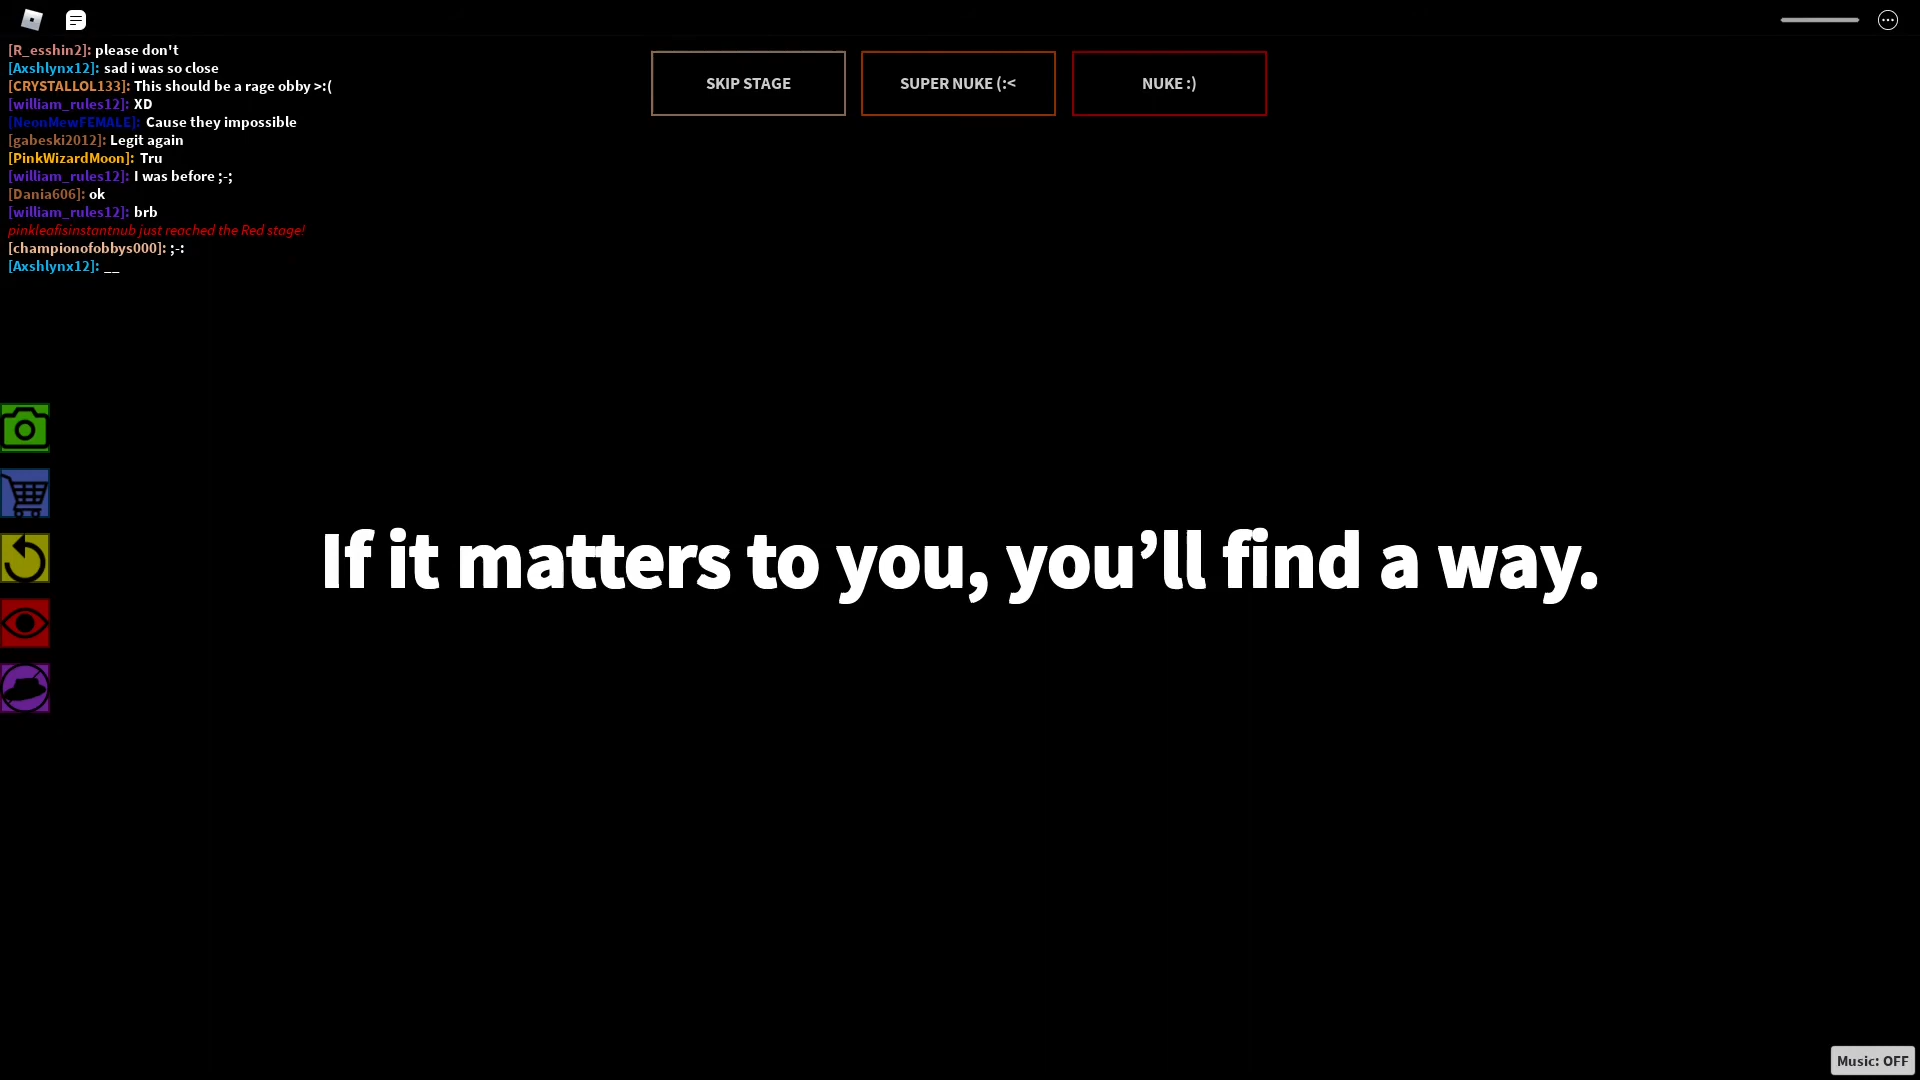 [R_esshin2]: please don't
[Axshlynx12]: sad i was so close
[CRYSTALLOL133]: This should be a rage obby >:(
[william_rules12]: XD
[NeonMewFEMALE]: Cause they impossible
[gabeski2012]: Legit again
[PinkWizardMoon]: Tru
[william_rules12]: I was before ;-;
[Dania606]: ok
[william_rules12]: brb
pinkleafisinstantnub just reached the Red stage!
[championofobbys000]: ;-:
[Axshlynx12]: __
SKIP STAGE
SUPER NUKE (:<
NUKE :)
If it matters to you, you’ll find a way.
Music: OFF